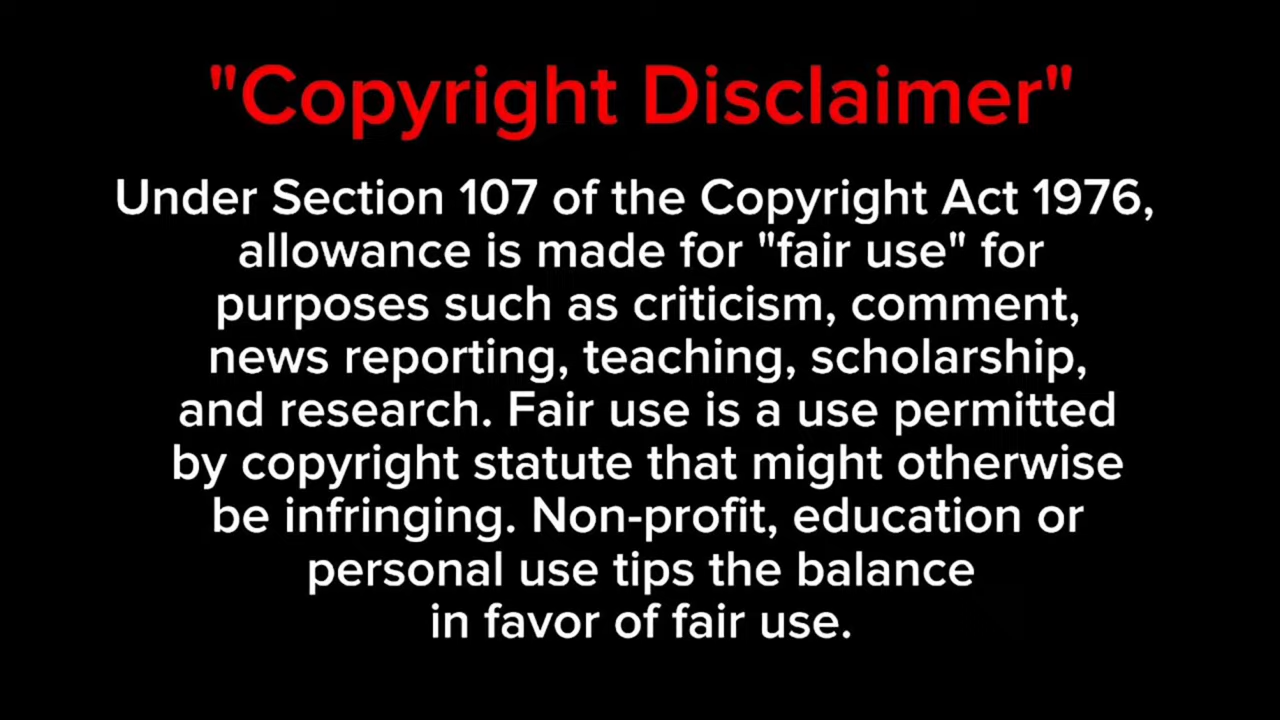 "Copyright Disclaimer"
Under Section 107 of the Copyright Act 1976,
allowance is made for "fair use" for
purposes such as criticism, comment,
news reporting, teaching, scholarship,
and research. Fair use is a use permitted
by copyright statute that might otherwise
be infringing. Non-profit, education or
personal use tips the balance
in favor of fair use.